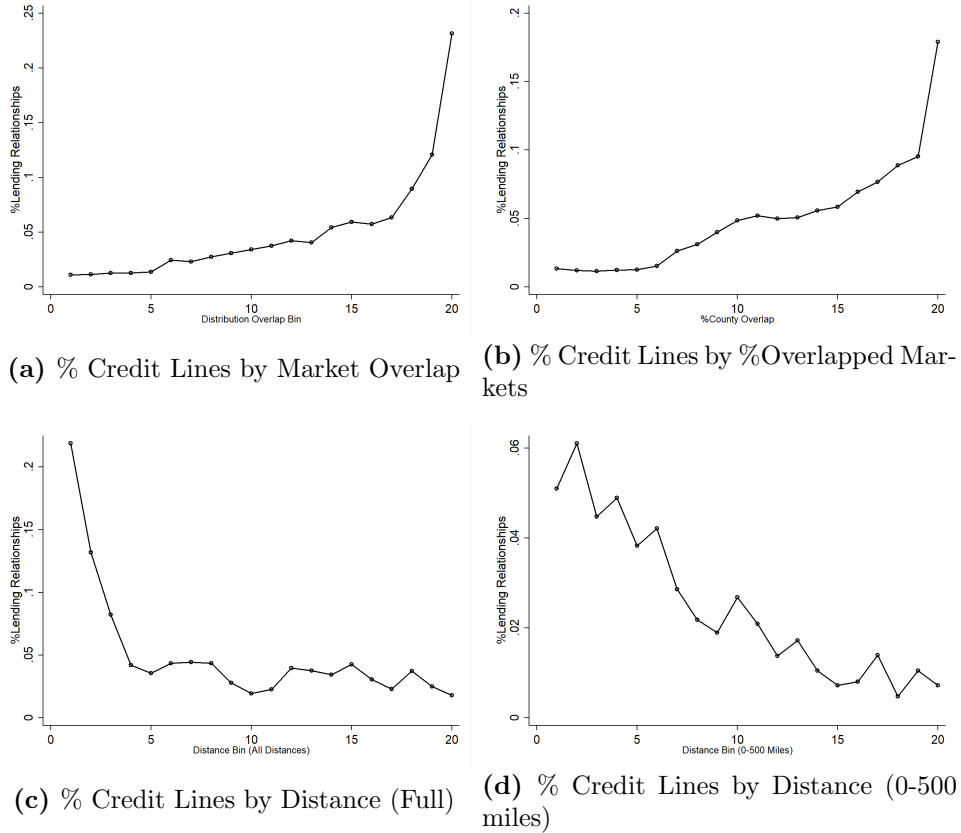 .25
.2
.15
.1
.05
0
%Lending Relationships
0 5 10 15 20
Distribution Overlap Bin
(a) % Credit Lines by Market Overlap
.2
.15
.1
.05
0
%Lending Relationships
0 5 10 15 20
%County Overlap
(b) % Credit Lines by %Overlapped Mar-
kets
.2
.15
.1
.05
0
%Lending Relationships
0 5 10 15 20
Distance Bin (All Distances)
(c) % Credit Lines by Distance (Full)
.06
.04
.02
0
%Lending Relationships
0 5 10 15 20
Distance Bin (0-500 Miles)
(d) % Credit Lines by Distance (0-500
miles)